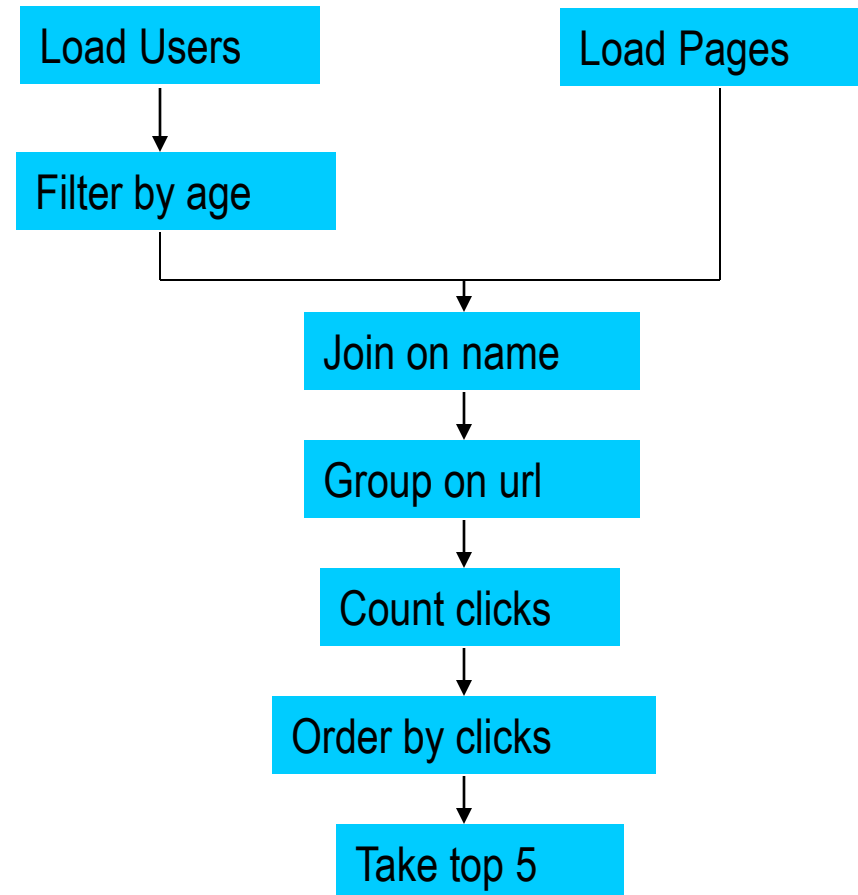 Load Users
Load Pages
Filter by age
Join on name
Group on url
Count clicks
Order by clicks
Take top 5